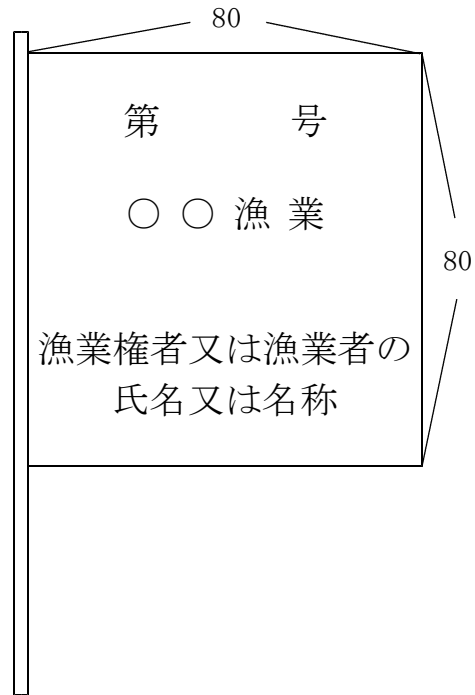 80
第　　　号
○ ○ 漁 業
80
漁業権者又は漁業者の
氏名又は名称